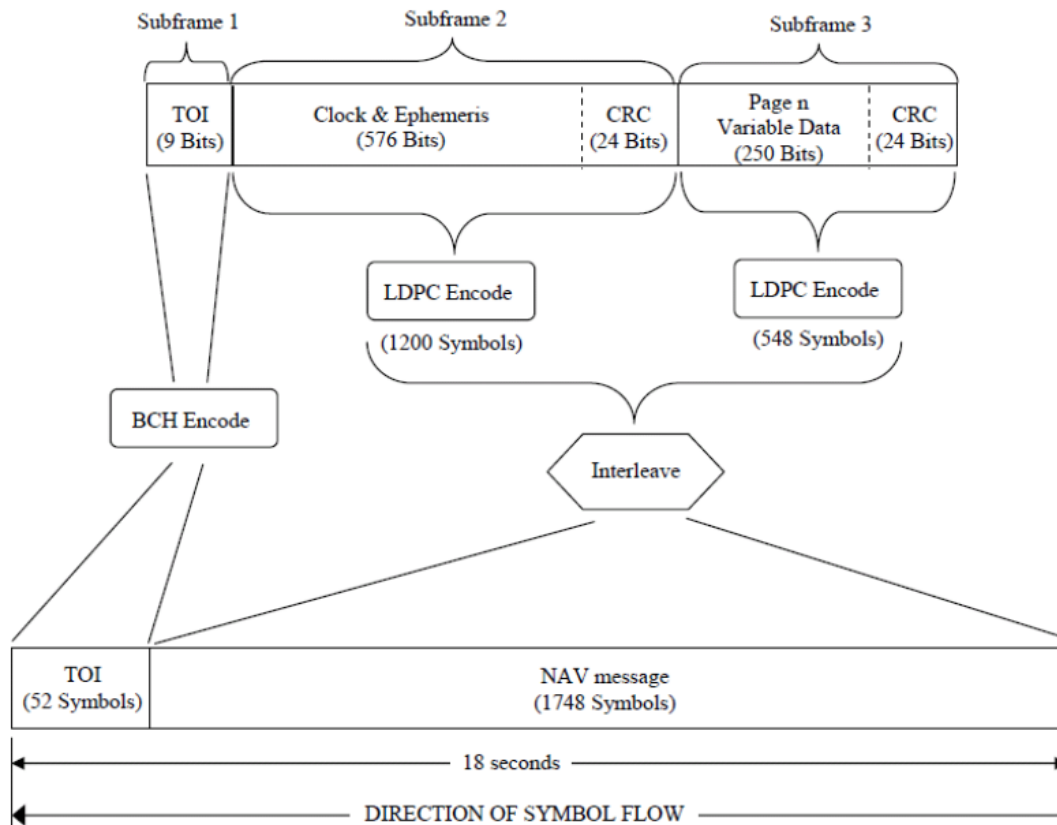 Subframe 1
Subframe 2
Subframe 3
TOI
(9 Bits)
Clock & Ephemeris
(576 Bits)
CRC
(24 Bits)
Page n
Variable Data
(250 Bits)
CRC
(24 Bits)
LDPC Encode
(1200 Symbols)
LDPC Encode
(548 Symbols)
BCH Encode
Interleave
TOI
(52 Symbols)
NAV message
(1748 Symbols)
18 seconds
DIRECTION OF SYMBOL FLOW